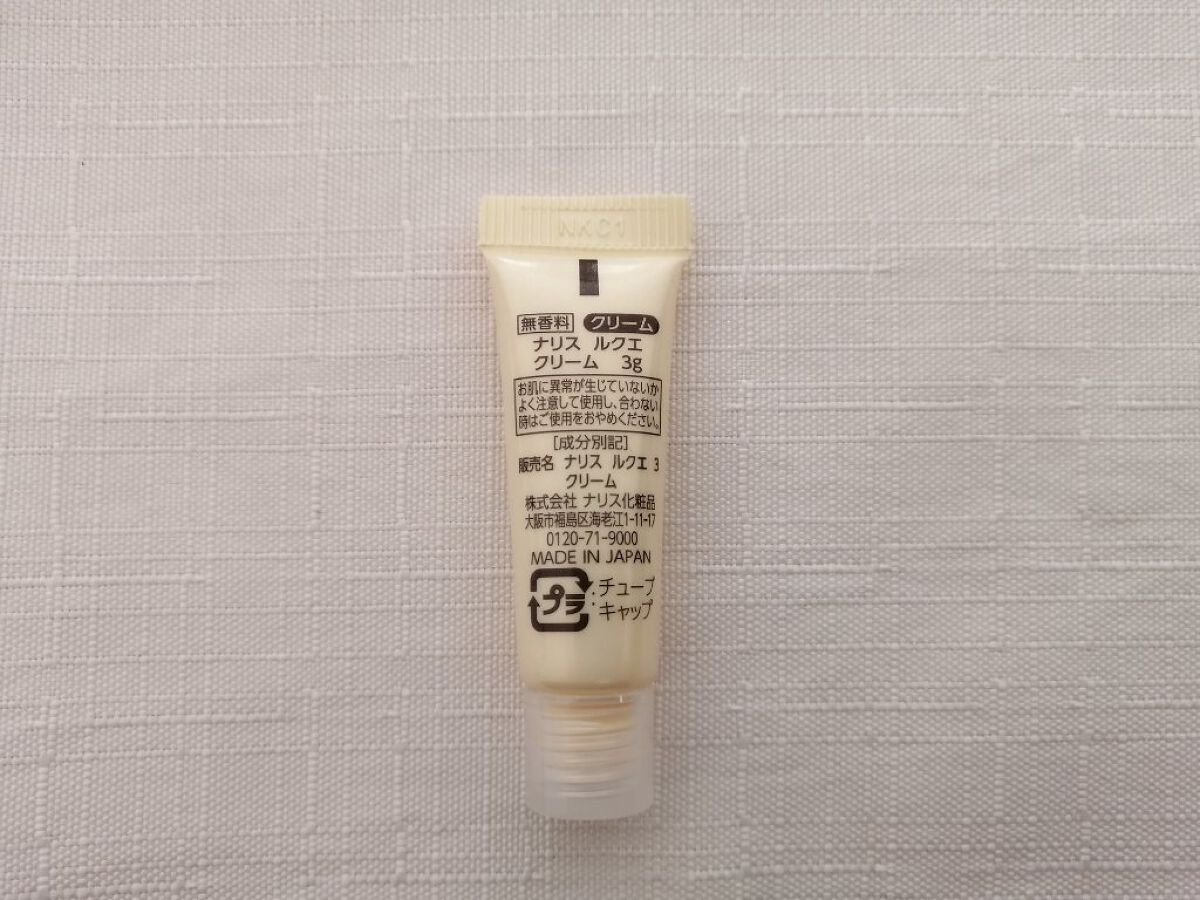 NKC1
無香料 クリーム
ナリス ルクエ
クリーム 3g
お肌に異常が生じていないか
よく注意して使用し、合わない
時はご使用をおやめください。
[成分別記]
販売名 ナリス ルクエ 3
クリーム
株式会社 ナリス化粧品
大阪市福島区海老江1-11-17
0120-71-9000
MADE IN JAPAN
プラ :チューブ
:キャップ